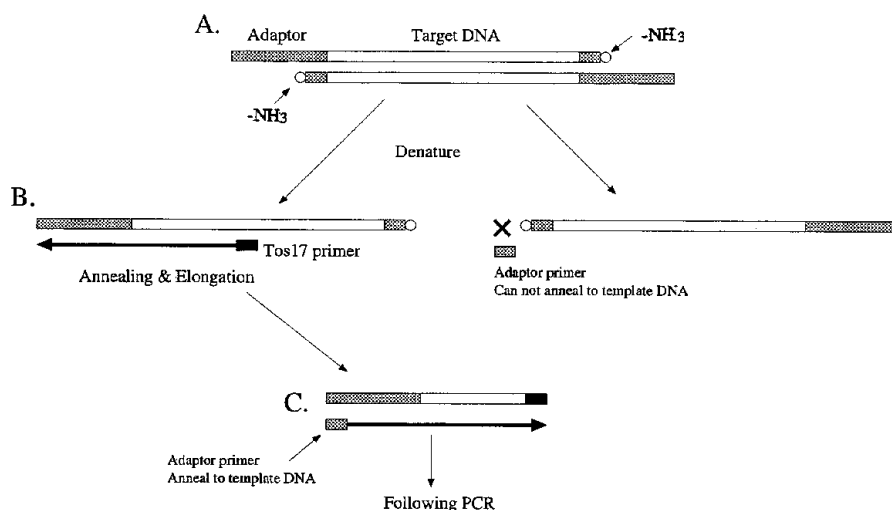 A.
Adaptor
Target DNA
-NH3
-NH3
Denature
B.
Tos17 primer
Annealing & Elongation
Adaptor primer
Can not anneal to template DNA
C.
Adaptor primer
Anneal to template DNA
Following PCR